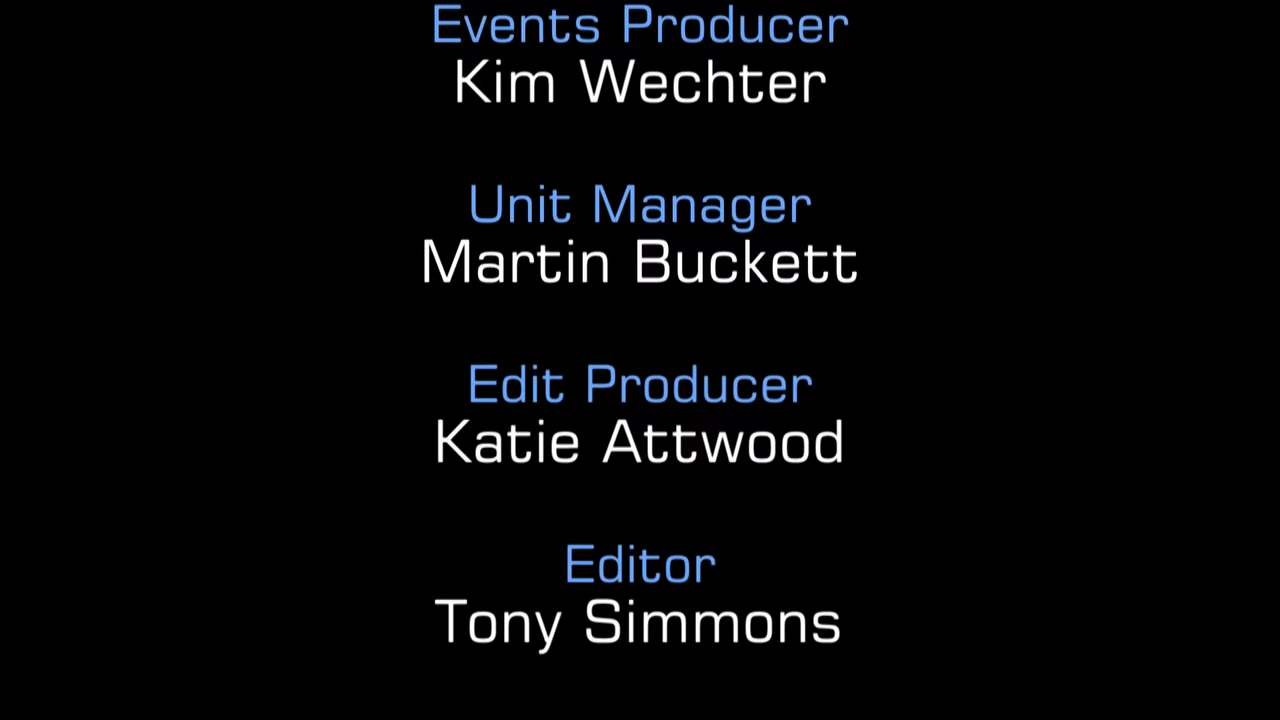 Events Producer
Kim Wechter
Unit Manager
Martin Buckett
Edit Producer
Katie Attwood
Editor
Tony Simmons